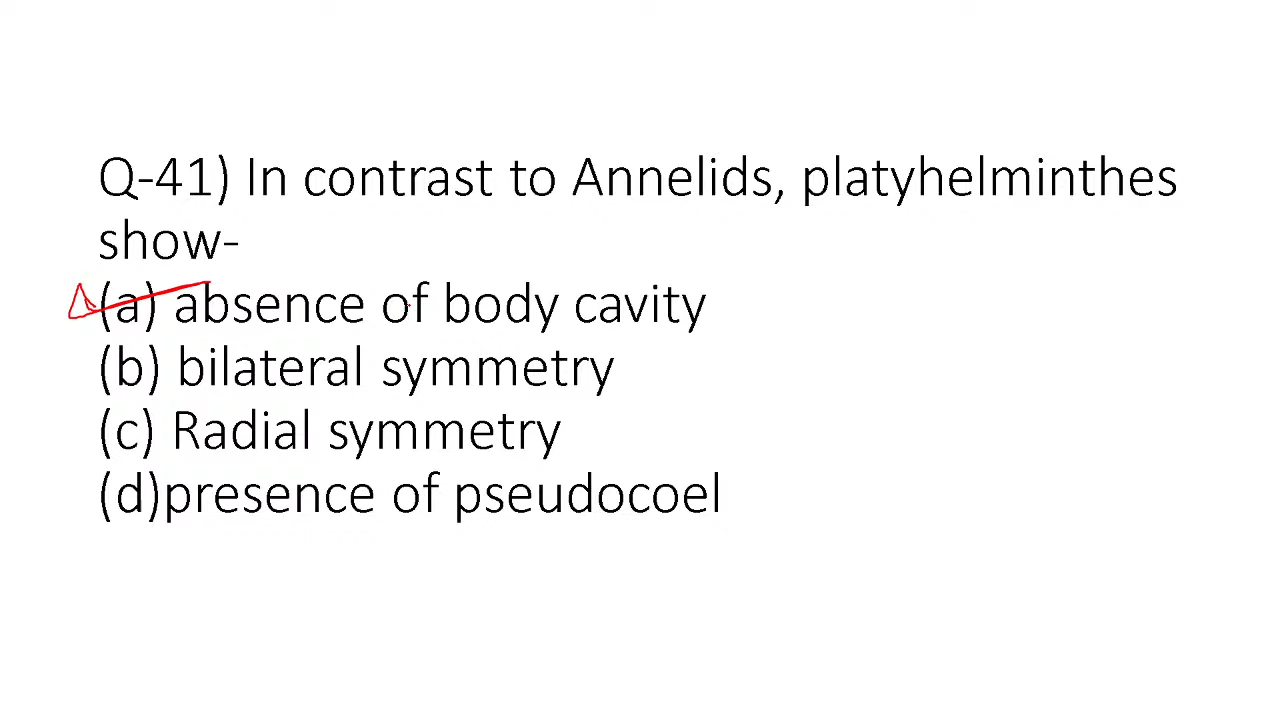 Q-41) In contrast to Annelids, platyhelminthes
show-
(a) absence of body cavity
(b) bilateral symmetry
(c) Radial symmetry
(d)presence of pseudocoel